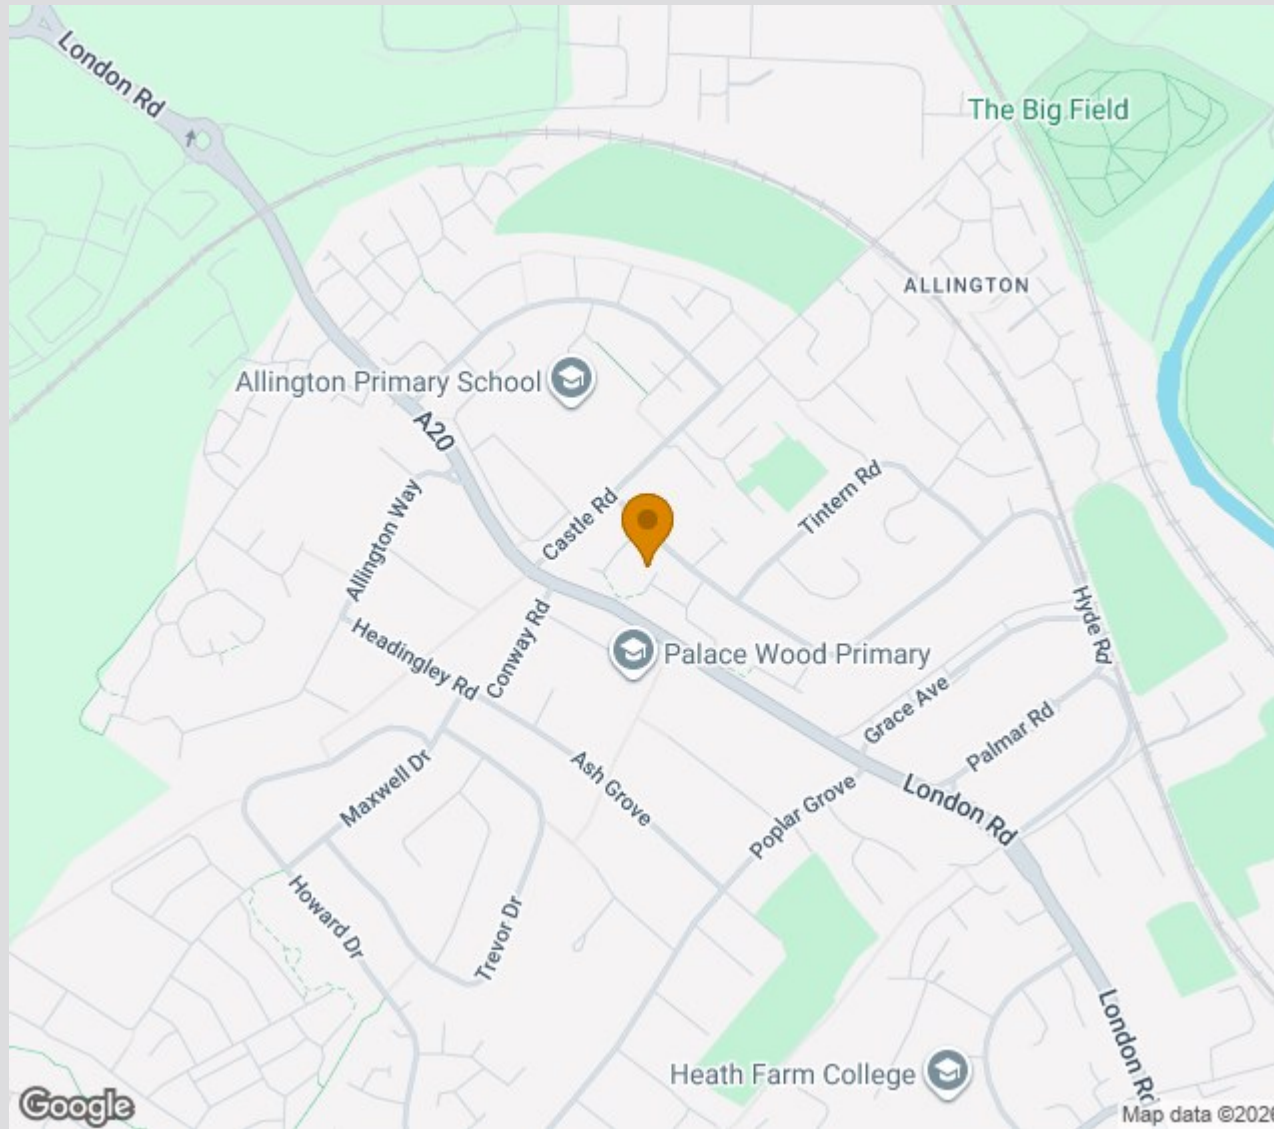 London Rd
The Big Field
ALLINGTON
Allington Primary School
A20
Tintern Rd
Castle Rd
Allington Way
Hyde Rd
Headingley Rd
Conway Rd
Palace Wood Primary
Grace Ave
Palmar Rd
Maxwell Dr
Ash Grove
Poplar Grove
London Rd
Howard Dr
Trevor Dr
London Rd
Heath Farm College
Google
Map data ©2026